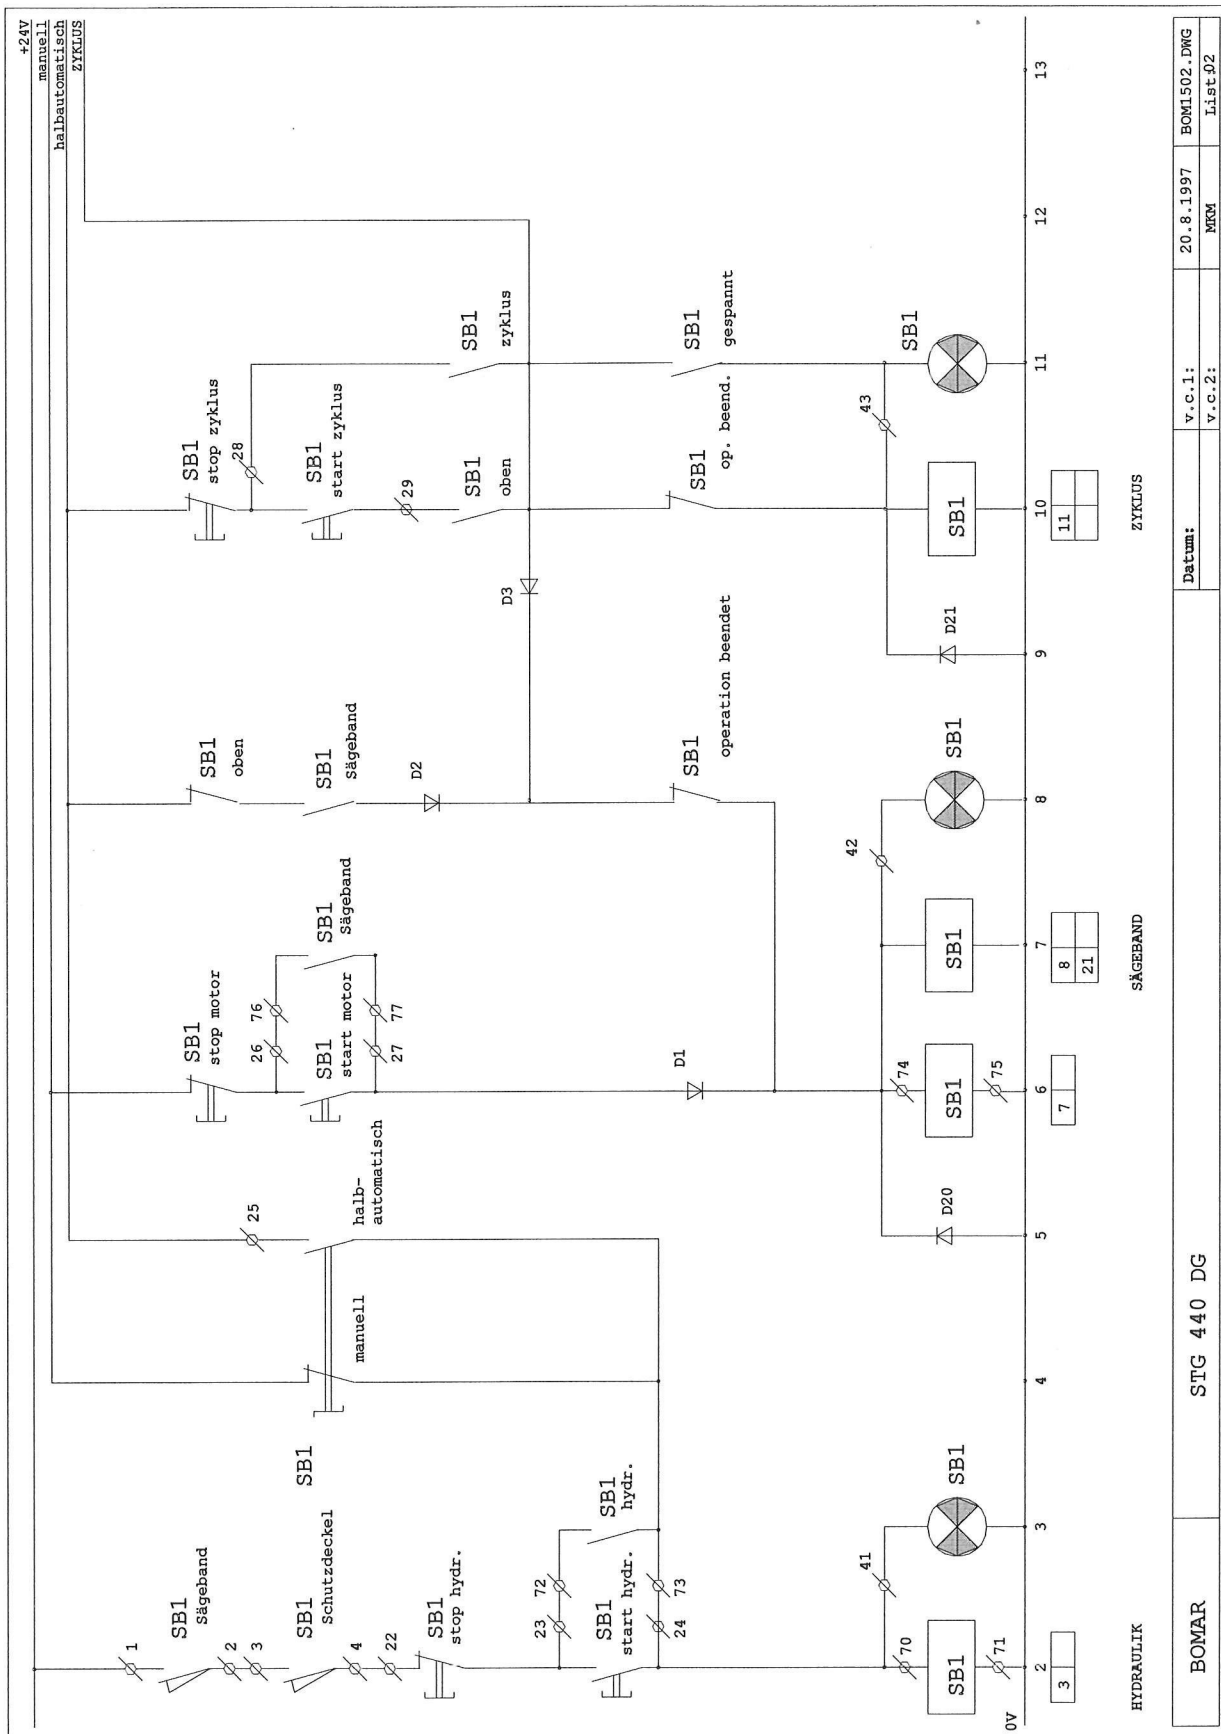 +24V
manuell
halbautomatisch
ZYKLUS
1
SB1
Sägeband
2
3
SB1
Schutzdeckel
4
22
SB1
stop hydr.
23
72
SB1
hydr.
SB1
start hydr.
24
73
41
70
SB1
71
SB1
SB1
manuell
25
halb-
automatisch
SB1
stop motor
26
76
SB1
Sägeband
SB1
start motor
27
77
D1
D20
74
SB1
75
SB1
42
SB1
SB1
oben
SB1
Sägeband
D2
SB1
operation beendet
D3
SB1
stop zyklus
28
SB1
start zyklus
29
SB1
oben
SB1
zyklus
SB1
op. beend.
SB1
gespannt
43
D21
SB1
SB1
0V
2
3
4
5
6
7
8
9
10
11
12
13
3
7
8
21
11
HYDRAULIK
SÄGEBAND
ZYKLUS
BOMAR
STG 440 DG
Datum:
v.c.1:
20.8.1997
BOM1502.DWG
v.c.2:
MKM
List:02